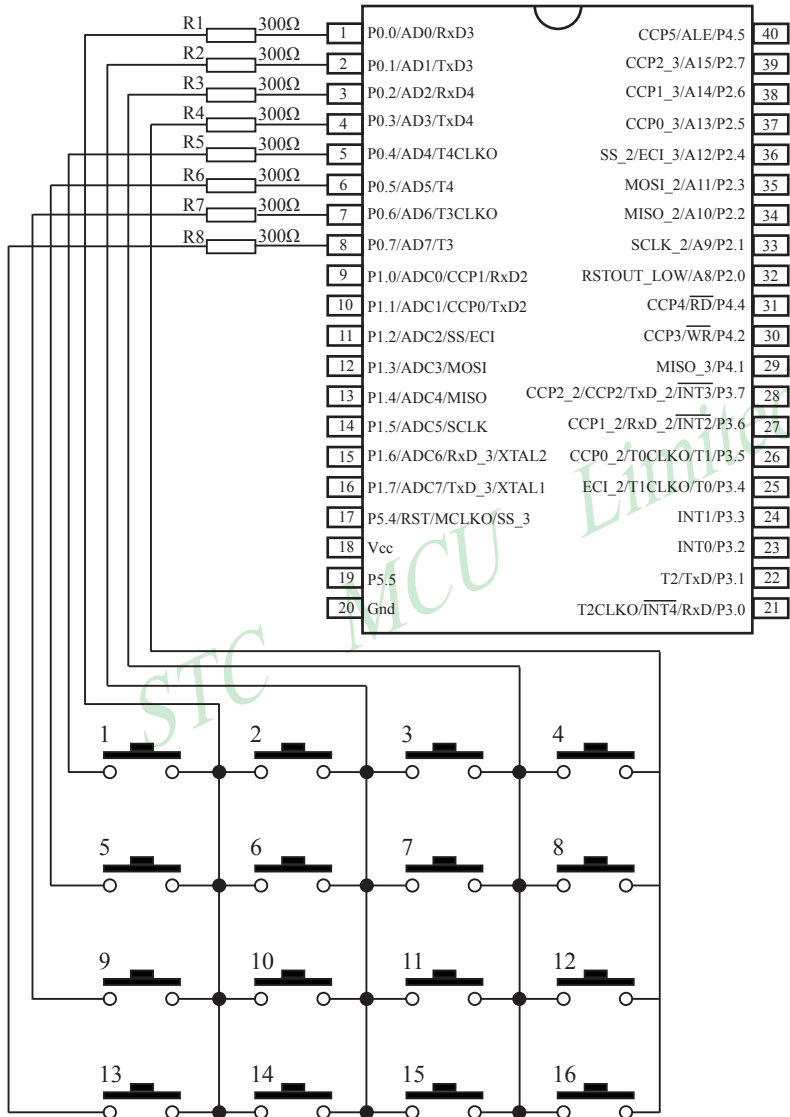 R1 300Ω 1 P0.0/AD0/RxD3 CCP5/ALE/P4.5 40
R2 300Ω 2 P0.1/AD1/TxD3 CCP2_3/A15/P2.7 39
R3 300Ω 3 P0.2/AD2/RxD4 CCP1_3/A14/P2.6 38
R4 300Ω 4 P0.3/AD3/TxD4 CCP0_3/A13/P2.5 37
R5 300Ω 5 P0.4/AD4/T4CLKO SS_2/ECI_3/A12/P2.4 36
R6 300Ω 6 P0.5/AD5/T4 MOSI_2/A11/P2.3 35
R7 300Ω 7 P0.6/AD6/T3CLKO MISO_2/A10/P2.2 34
R8 300Ω 8 P0.7/AD7/T3 SCLK_2/A9/P2.1 33
9 P1.0/ADC0/CCP1/RxD2 RSTOUT_LOW/A8/P2.0 32
10 P1.1/ADC1/CCP0/TxD2 CCP4/RD/P4.4 31
11 P1.2/ADC2/SS/ECI CCP3/WR/P4.2 30
12 P1.3/ADC3/MOSI MISO_3/P4.1 29
13 P1.4/ADC4/MISO CCP2_2/CCP2/TxD_2/INT3/P3.7 28
14 P1.5/ADC5/SCLK CCP1_2/RxD_2/INT2/P3.6 27
15 P1.6/ADC6/RxD_3/XTAL2 CCP0_2/T0CLKO/T1/P3.5 26
16 P1.7/ADC7/TxD_3/XTAL1 ECI_2/T1CLKO/T0/P3.4 25
17 P5.4/RST/MCLKO/SS_3 INT1/P3.3 24
18 Vcc INT0/P3.2 23
19 P5.5 T2/TxD/P3.1 22
20 Gnd T2CLKO/INT4/RxD/P3.0 21
STC MCU Limited
1 2 3 4
5 6 7 8
9 10 11 12
13 14 15 16